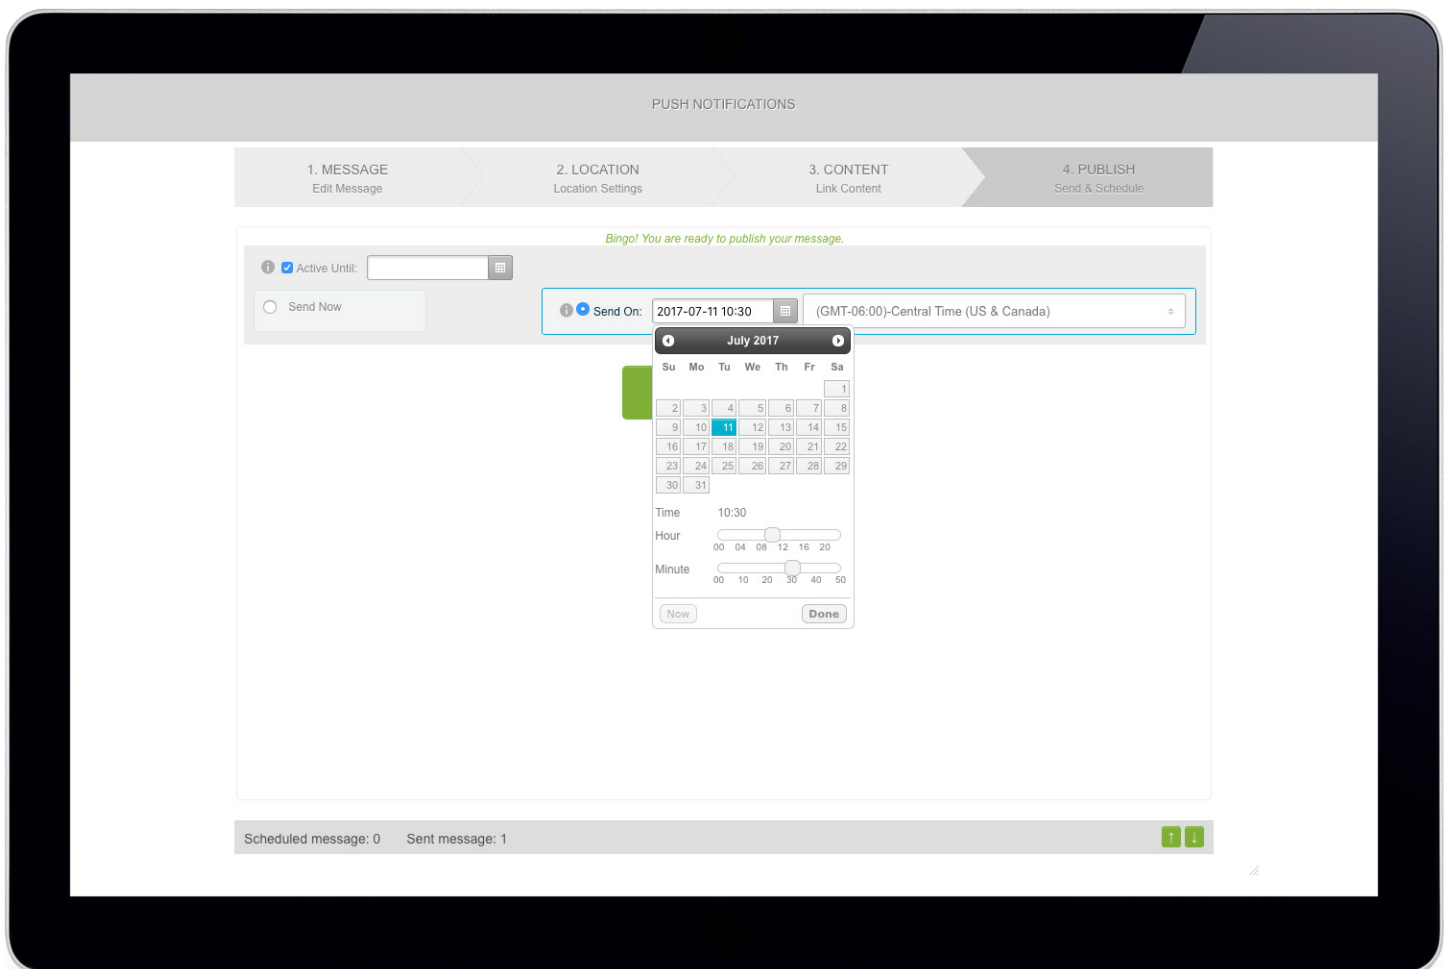 PUSH NOTIFICATIONS
1. MESSAGE
Edit Message
2. LOCATION
Location Settings
3. CONTENT
Link Content
4. PUBLISH
Send & Schedule
Bingo! You are ready to publish your message.
Active Until:
Send Now
Send On: 2017-07-11 10:30 (GMT-06:00)-Central Time (US & Canada)
July 2017
Su Mo Tu We Th Fr Sa
1
2 3 4 5 6 7 8
9 10 11 12 13 14 15
16 17 18 19 20 21 22
23 24 25 26 27 28 29
30 31
Time 10:30
Hour
00 04 08 12 16 20
Minute
00 10 20 30 40 50
Now Done
Scheduled message: 0 Sent message: 1